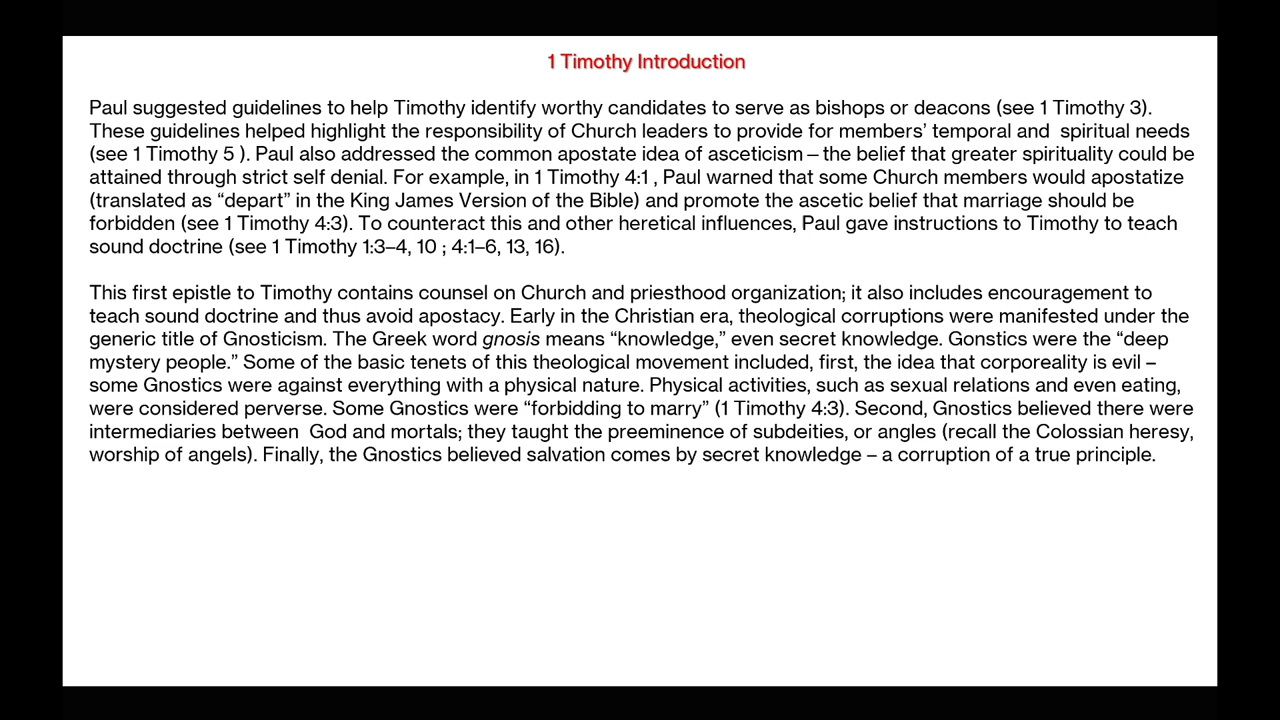 1 Timothy Introduction
Paul suggested guidelines to help Timothy identify worthy candidates to serve as bishops or deacons (see 1 Timothy 3).
These guidelines helped highlight the responsibility of Church leaders to provide for members’ temporal and  spiritual needs
(see 1 Timothy 5 ). Paul also addressed the common apostate idea of asceticism – the belief that greater spirituality could be
attained through strict self denial. For example, in 1 Timothy 4:1 , Paul warned that some Church members would apostatize
(translated as “depart” in the King James Version of the Bible) and promote the ascetic belief that marriage should be
forbidden (see 1 Timothy 4:3). To counteract this and other heretical influences, Paul gave instructions to Timothy to teach
sound doctrine (see 1 Timothy 1:3–4, 10 ; 4:1–6, 13, 16).
This first epistle to Timothy contains counsel on Church and priesthood organization; it also includes encouragement to
teach sound doctrine and thus avoid apostacy. Early in the Christian era, theological corruptions were manifested under the
generic title of Gnosticism. The Greek word gnosis means “knowledge,” even secret knowledge. Gonstics were the “deep
mystery people.” Some of the basic tenets of this theological movement included, first, the idea that corporeality is evil –
some Gnostics were against everything with a physical nature. Physical activities, such as sexual relations and even eating,
were considered perverse. Some Gnostics were “forbidding to marry” (1 Timothy 4:3). Second, Gnostics believed there were
intermediaries between  God and mortals; they taught the preeminence of subdeities, or angles (recall the Colossian heresy,
worship of angels). Finally, the Gnostics believed salvation comes by secret knowledge – a corruption of a true principle.